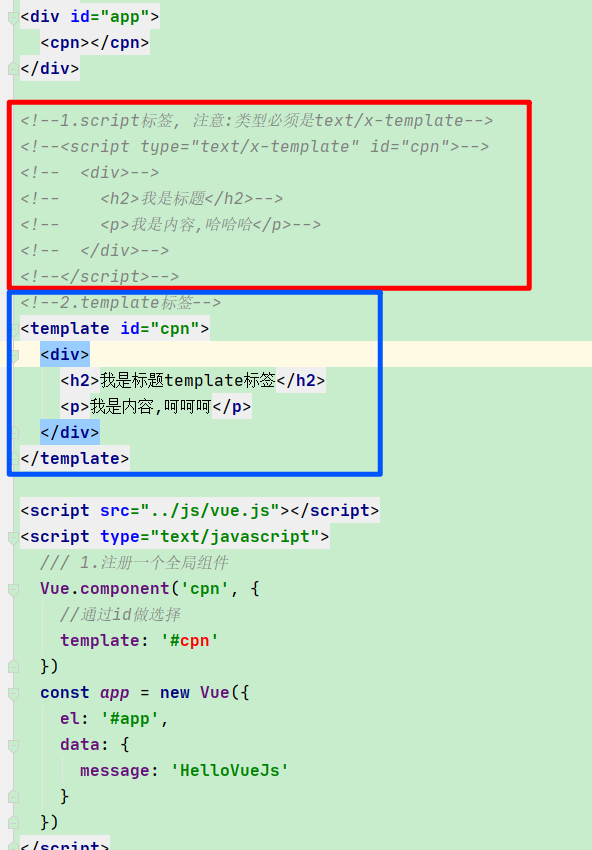 <div id="app">
  <cpn></cpn>
</div>
<!--1.script标签, 注意:类型必须是text/x-template-->
<!--<script type="text/x-template" id="cpn">-->
<!--  <div>-->
<!--    <h2>我是标题</h2>-->
<!--    <p>我是内容,哈哈哈</p>-->
<!--  </div>-->
<!--</script>-->
<!--2.template标签-->
<template id="cpn">
  <div>
    <h2>我是标题template标签</h2>
    <p>我是内容,呵呵呵</p>
  </div>
</template>
<script src="../js/vue.js"></script>
<script type="text/javascript">
  /// 1.注册一个全局组件
  Vue.component('cpn', {
    //通过id做选择
    template: '#cpn'
  })
  const app = new Vue({
    el: '#app',
    data: {
      message: 'HelloVueJs'
    }
  })
</script>